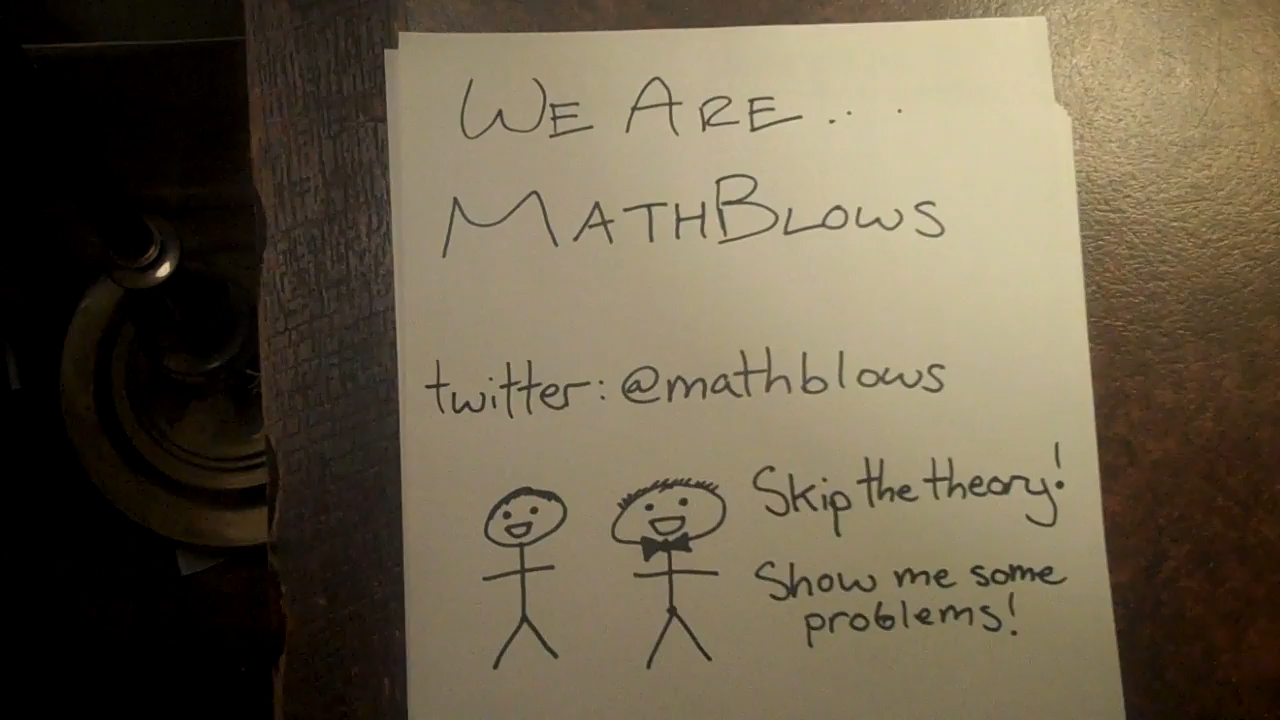 WE ARE...
MATHBLOWS
twitter: @mathblows
Skip the theory!
Show me some
problems!